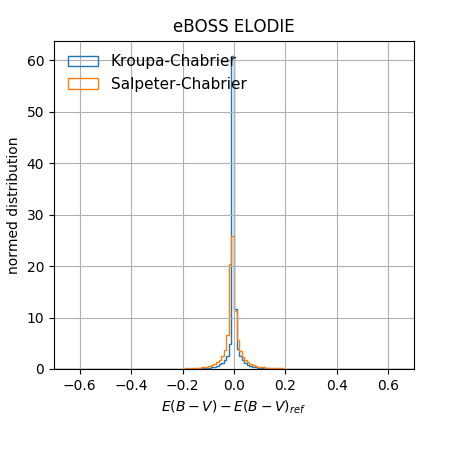 eBOSS ELODIE
Kroupa-Chabrier
Salpeter-Chabrier
normed distribution
60
50
40
30
20
10
0
−0.6 −0.4 −0.2 0.0 0.2 0.4 0.6
E(B − V) − E(B − V)ref